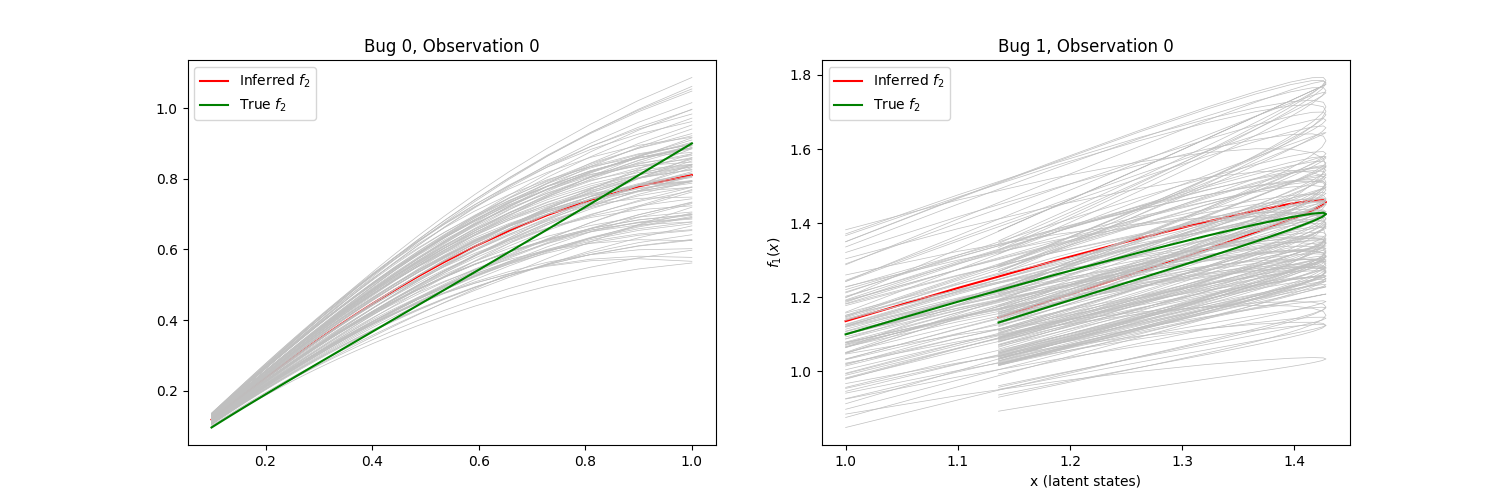 Bug 0, Observation 0
Inferred f₂
True f₂
1.0
0.8
0.6
0.4
0.2
0.2 0.4 0.6 0.8 1.0
Bug 1, Observation 0
Inferred f₂
True f₂
1.8
1.6
1.4
1.2
1.0
f₁(x)
1.0 1.1 1.2 1.3 1.4
x (latent states)